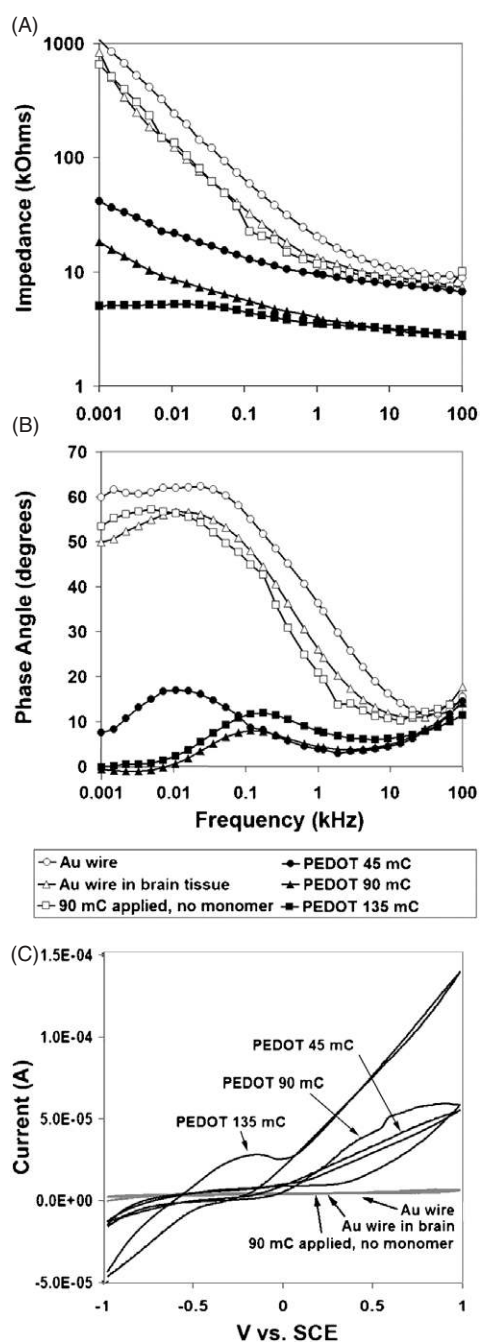 (A)
1000
100
10
1
Impedance (kOhms)
0.001 0.01 0.1 1 10 100
(B)
70
60
50
40
30
20
10
0
Phase Angle (degrees)
0.001 0.01 0.1 1 10 100
Frequency (kHz)
Au wire
Au wire in brain tissue
90 mC applied, no monomer
PEDOT 45 mC
PEDOT 90 mC
PEDOT 135 mC
(C)
1.5E-04
1.0E-04
5.0E-05
0.0E+00
-5.0E-05
Current (A)
PEDOT 45 mC
PEDOT 90 mC
PEDOT 135 mC
Au wire
Au wire in brain
90 mC applied, no monomer
-1 -0.5 0 0.5 1
V vs. SCE